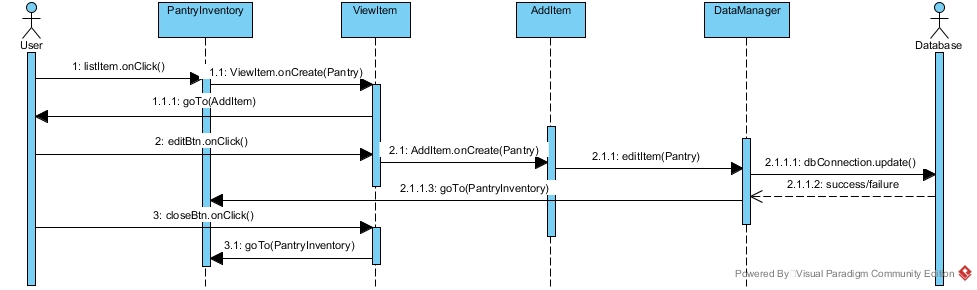 PantryInventory
ViewItem
AddItem
DataManager
User
Database
1: listItem.onClick()
1.1: ViewItem.onCreate(Pantry)
1.1.1: goTo(AddItem)
2: editBtn.onClick()
2.1: AddItem.onCreate(Pantry)
2.1.1: editItem(Pantry)
2.1.1.1: dbConnection.update()
2.1.1.2: success/failure
2.1.1.3: goTo(PantryInventory)
3: closeBtn.onClick()
3.1: goTo(PantryInventory)
Powered By Visual Paradigm Community Edition